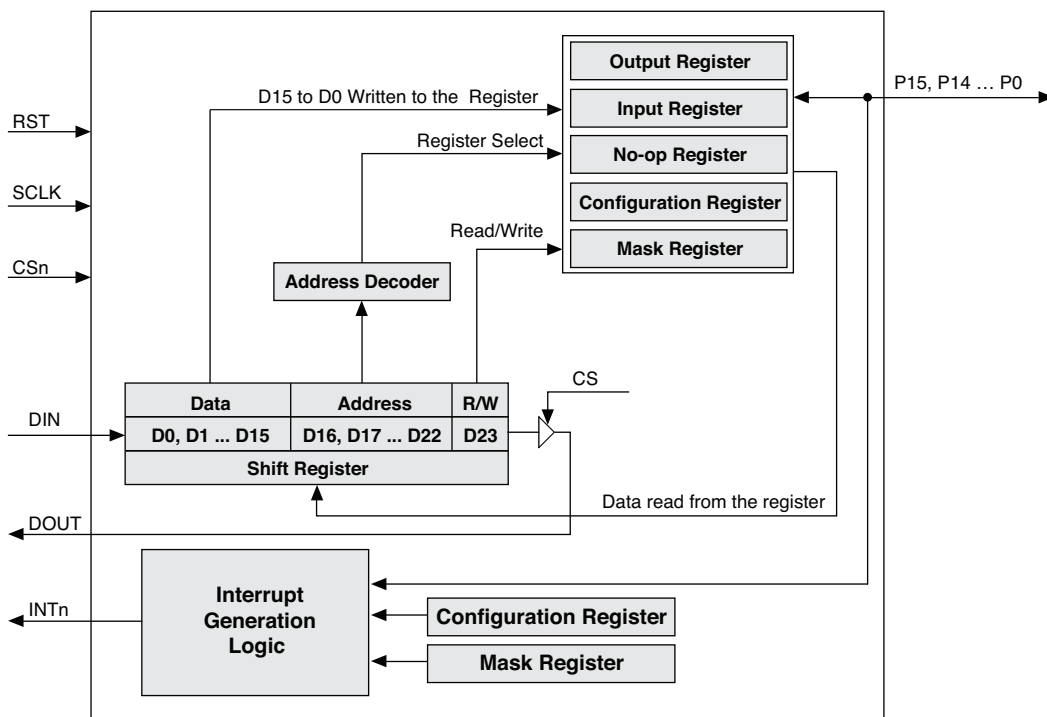 Output Register
P15, P14 … P0
D15 to D0 Written to the Register
Input Register
RST
Register Select
No-op Register
SCLK
Configuration Register
Read/Write
Mask Register
CSn
Address Decoder
CS
Data
Address
R/W
DIN
D0, D1 ... D15
D16, D17 ... D22
D23
Shift Register
Data read from the register
DOUT
Interrupt
Generation
Logic
INTn
Configuration Register
Mask Register